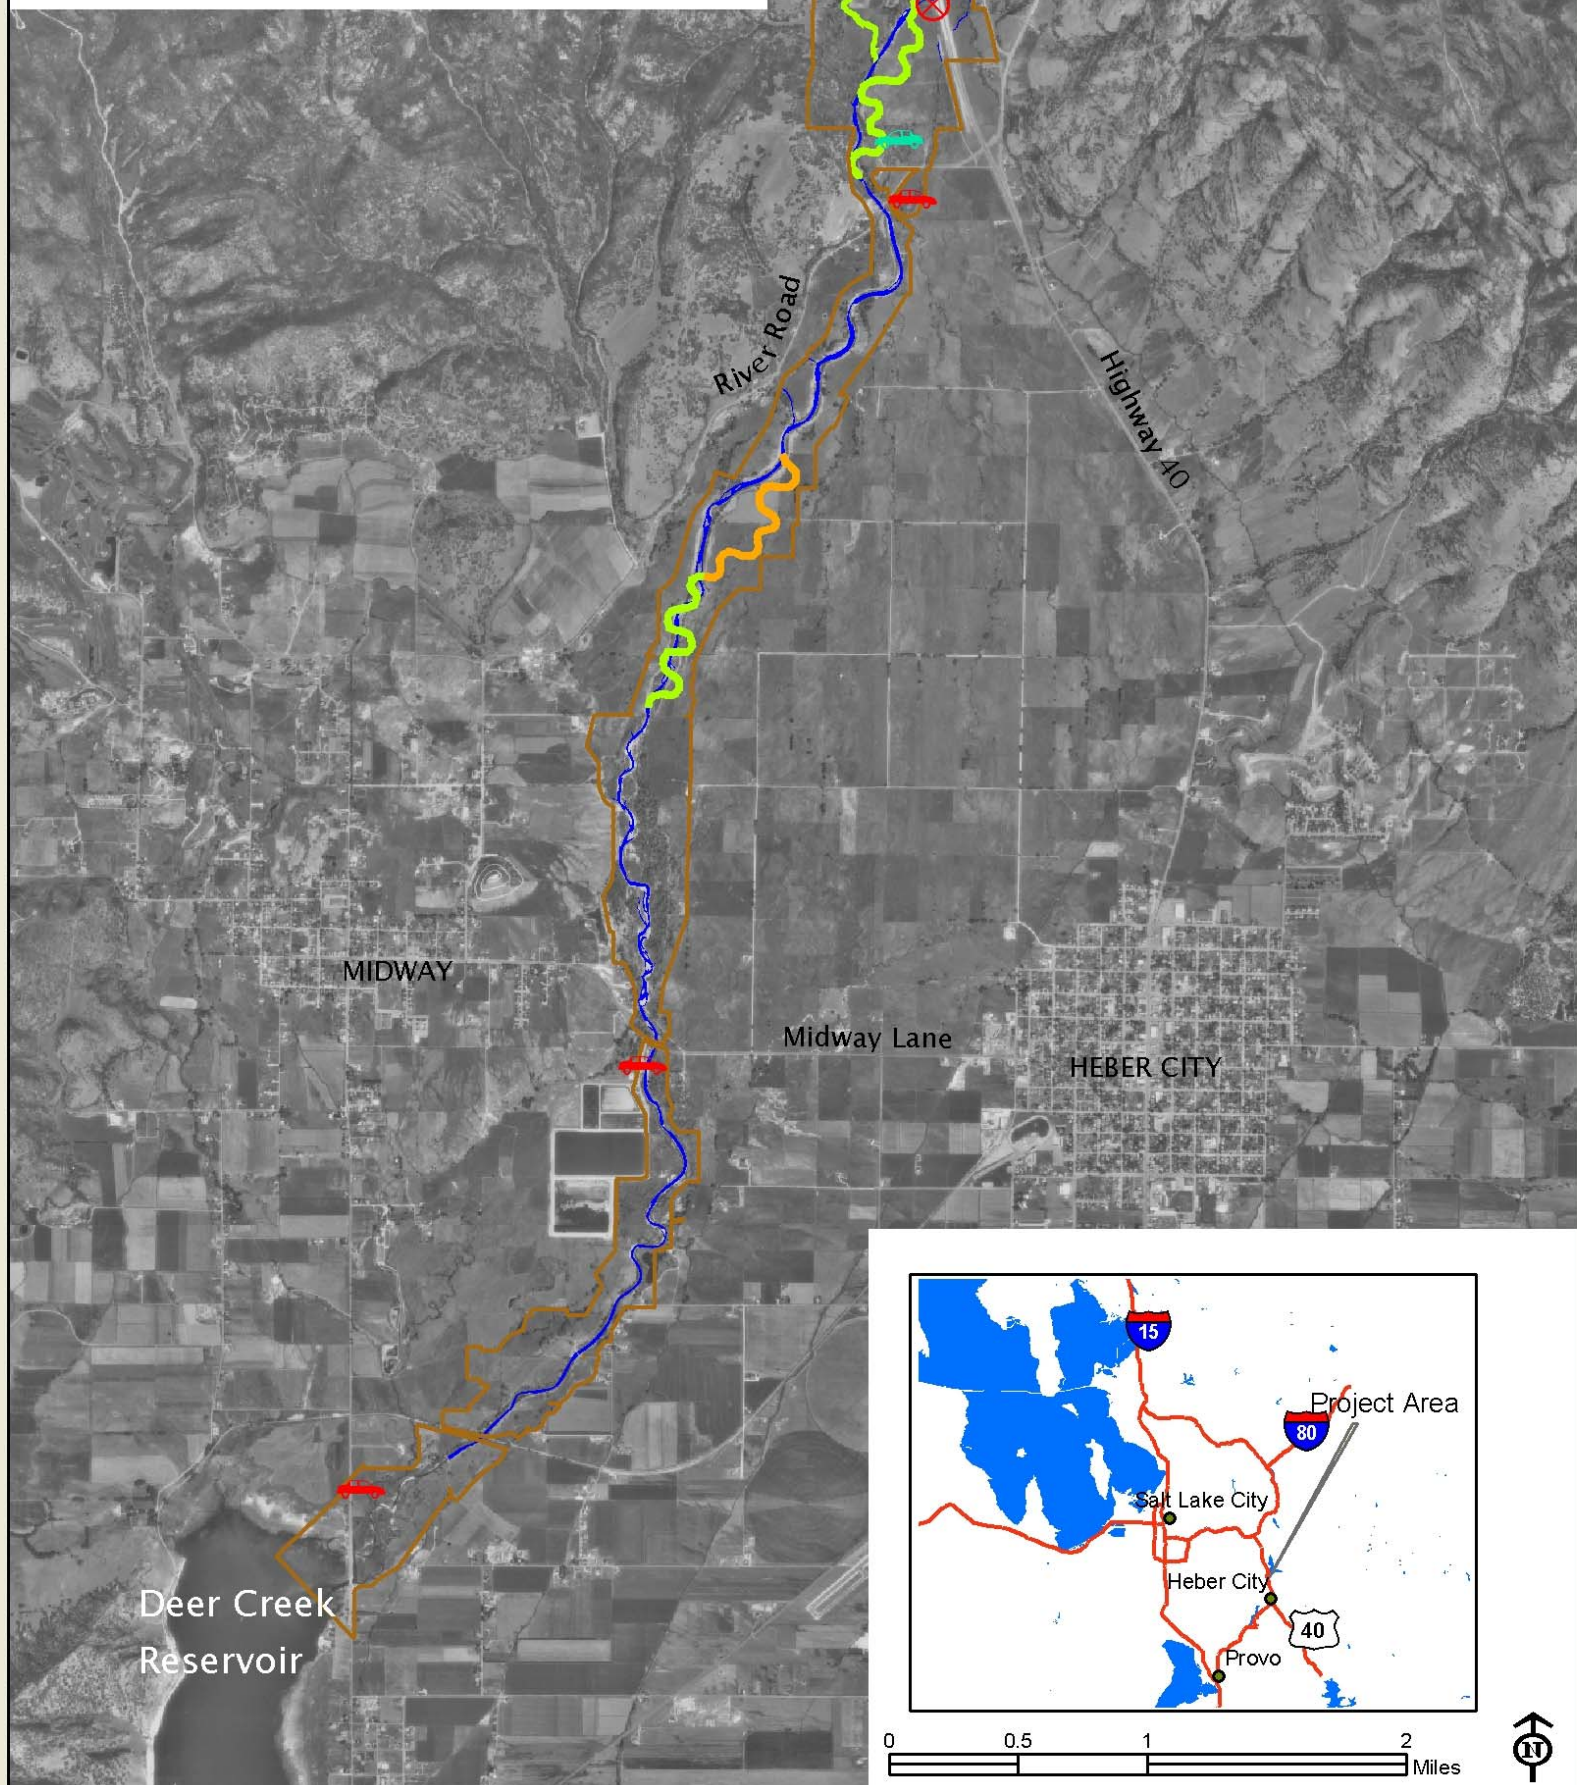 River Road
Highway 40
MIDWAY
Midway Lane
HEBER CITY
Deer Creek
Reservoir
15
Project Area
80
Salt Lake City
Heber City
40
Provo
0 0.5 1 2
Miles
N